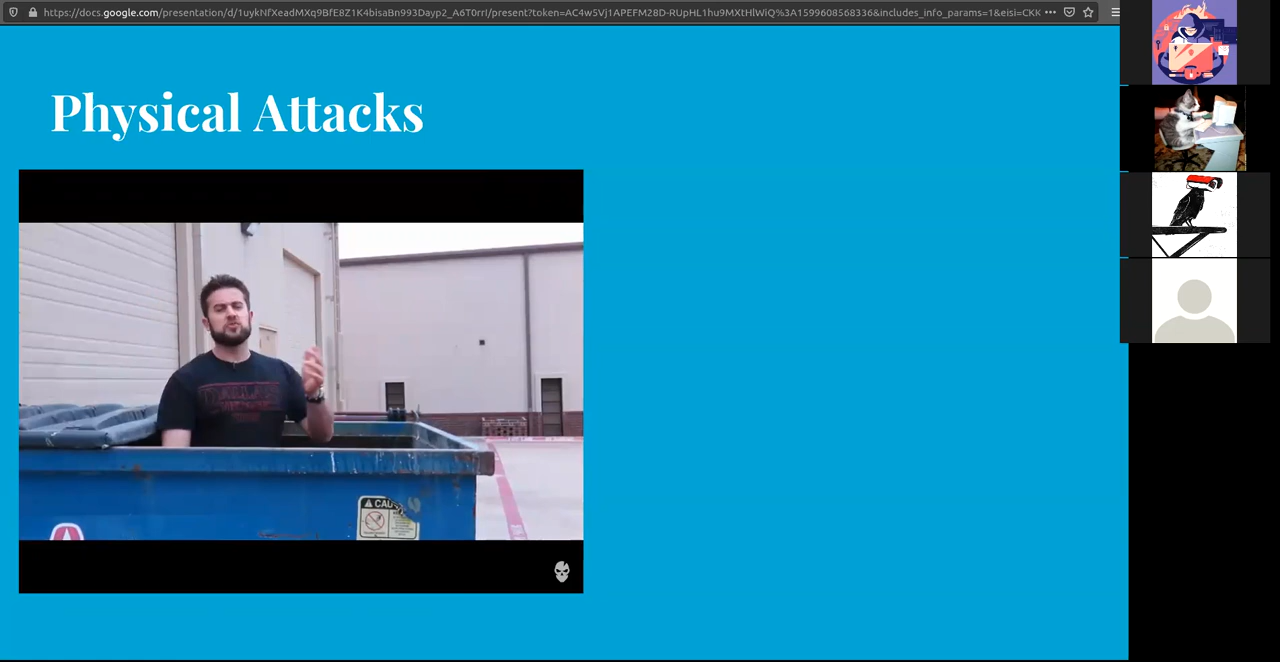 https://docs.google.com/presentation/d/1uykNfXeadMXq9BfE8Z1K4bisaBn993Dayp2_A6T0rrI/present?token=AC4w5Vj1APEFM28D-RUpHL1hu9MXtHlWiQ%3A1599608568336&includes_info_params=1&eisi=CKK
Physical Attacks
CAU